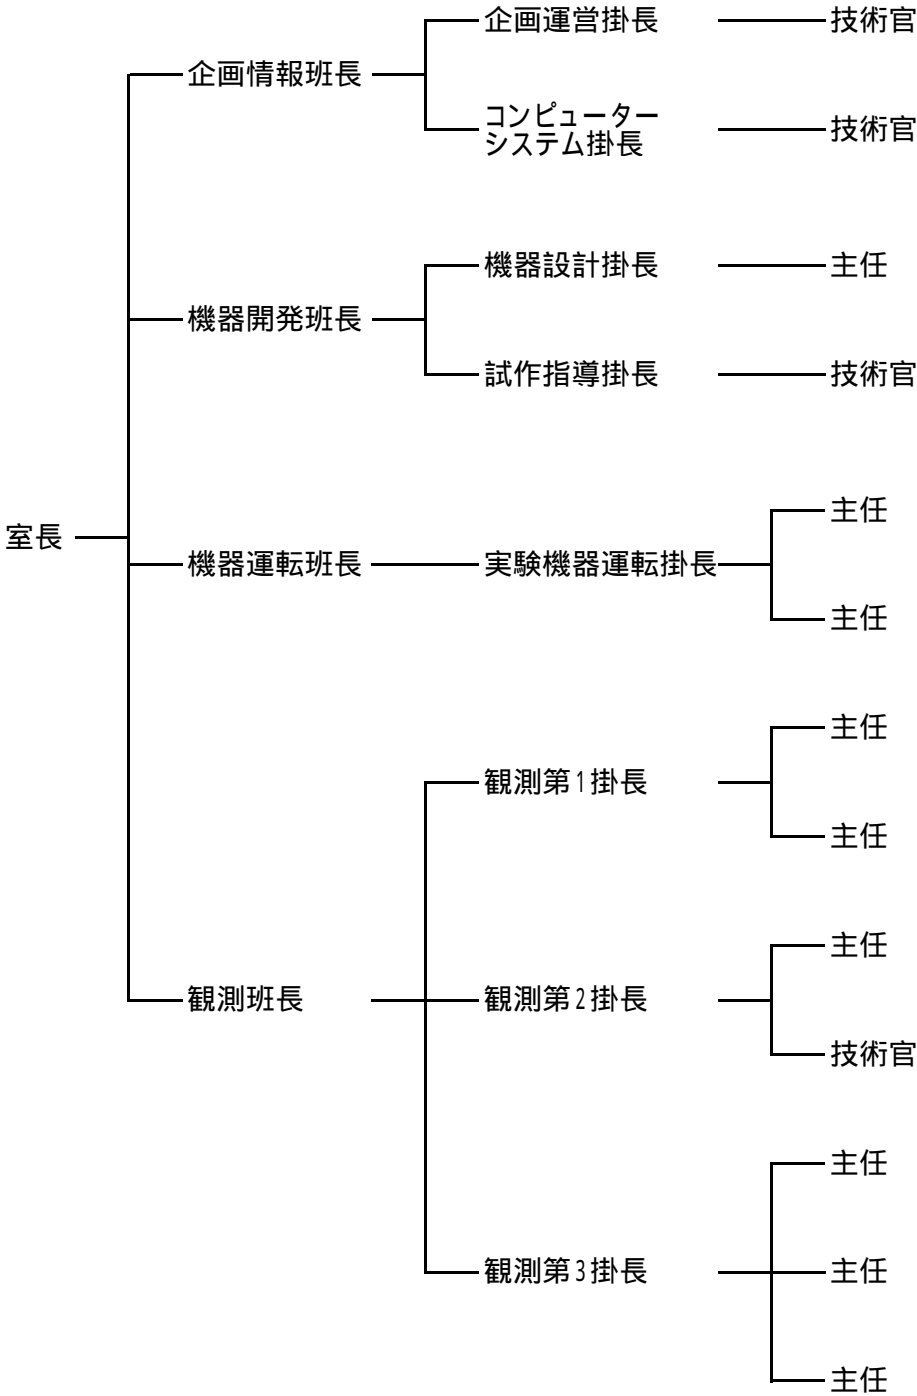 企画運営掛長 技術官
企画情報班長
コンピューター
システム掛長 技術官
機器設計掛長 主任
機器開発班長
試作指導掛長 技術官
主任
室長
機器運転班長 実験機器運転掛長
主任
主任
観測第1掛長
主任
主任
観測班長 観測第2掛長
技術官
主任
観測第3掛長 主任
主任